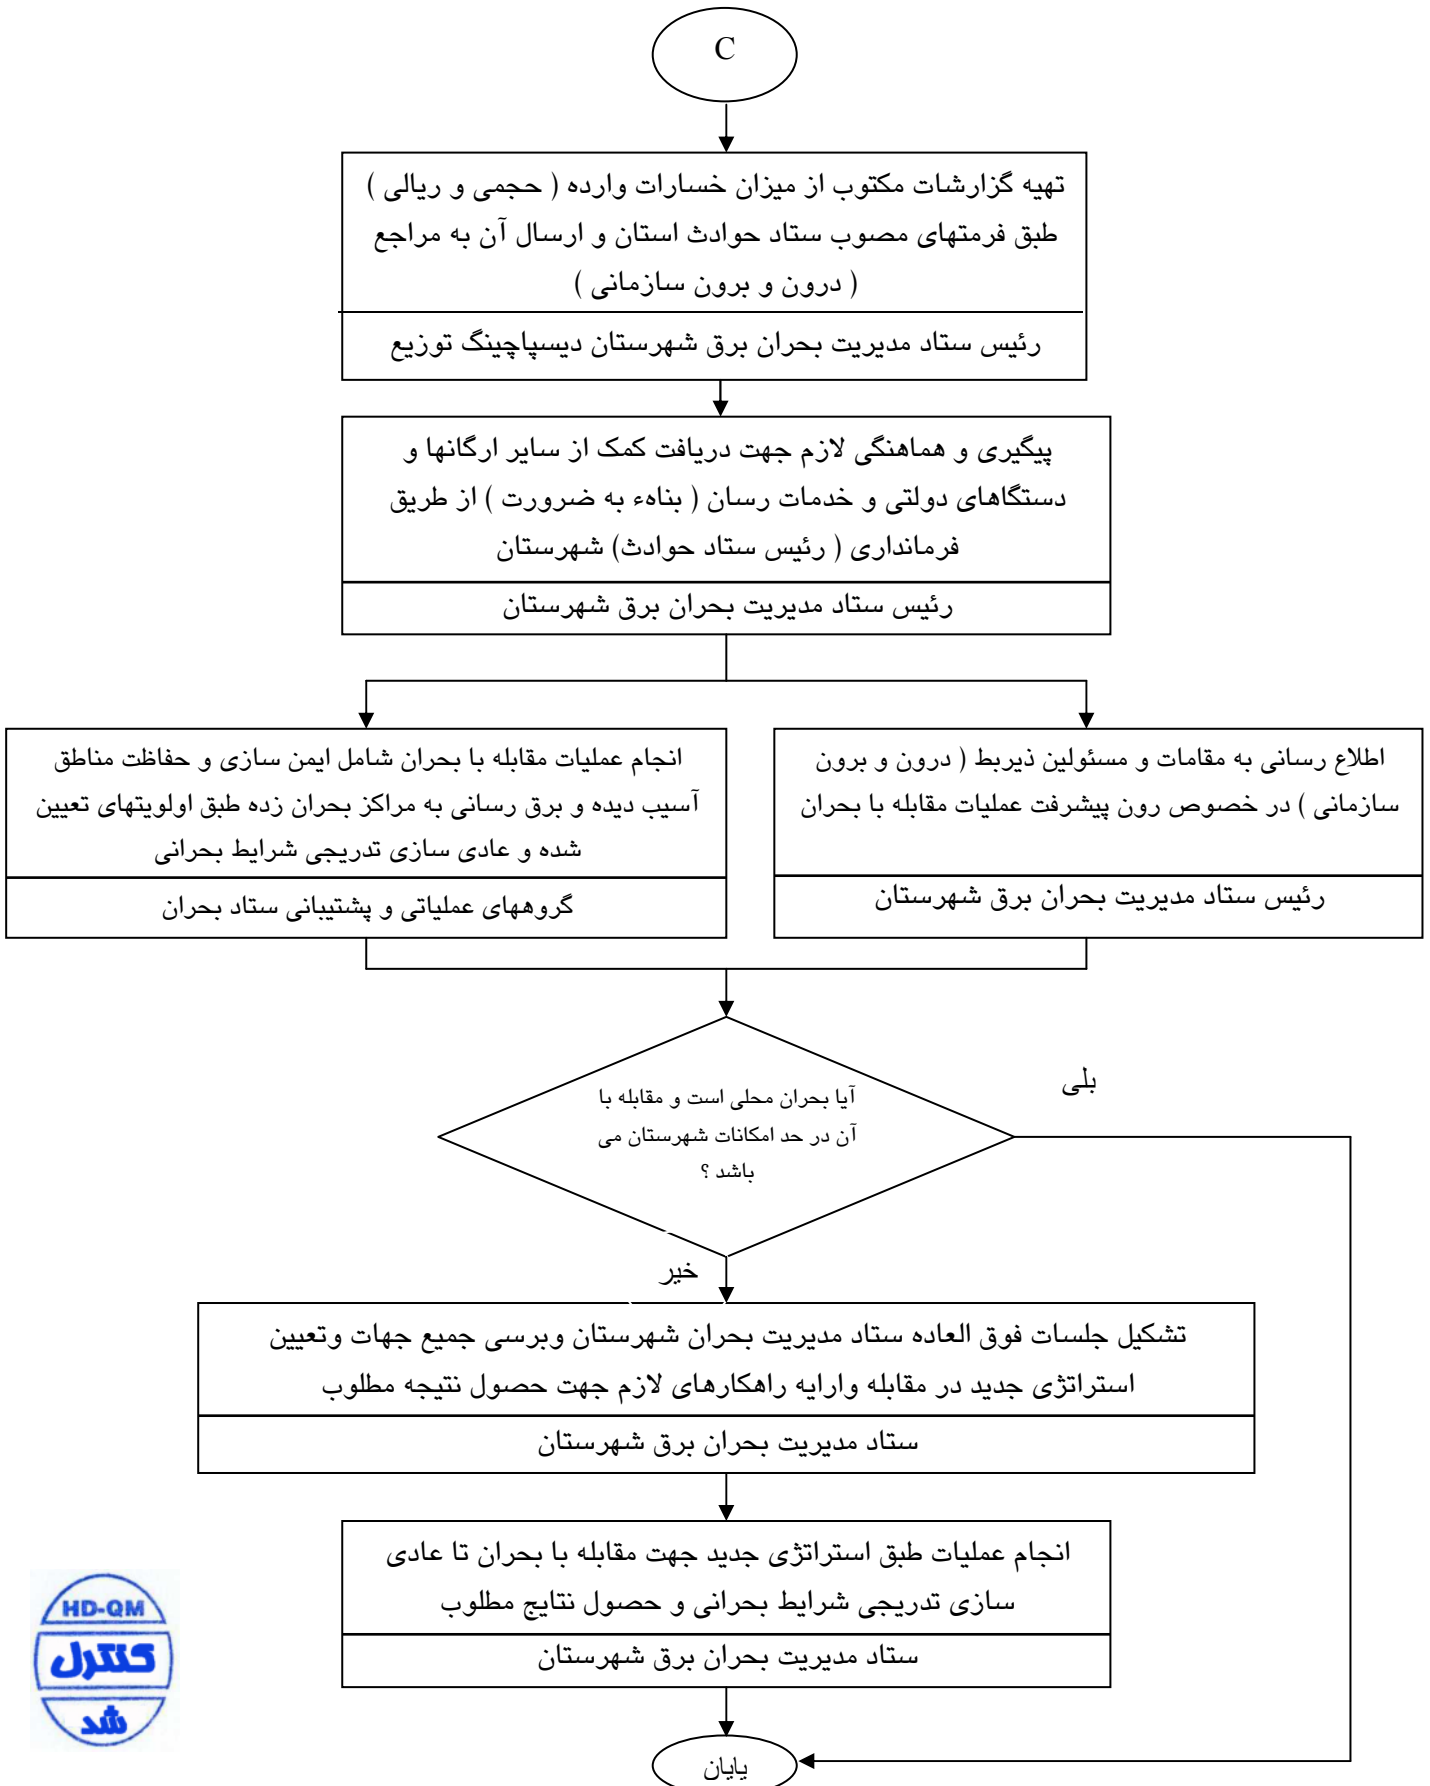 C
تهیه گزارشات مکتوب از میزان خسارات وارده ( حجمی و ریالی )
طبق فرمتهای مصوب ستاد حوادث استان و ارسال آن به مراجع
( درون و برون سازمانی )
رئیس ستاد مدیریت بحران برق شهرستان دیسپاچینگ توزیع
پیگیری و هماهنگی لازم جهت دریافت کمک از سایر ارگانها و
دستگاهای دولتی و خدمات رسان ( بناهء به ضرورت ) از طریق
فرمانداری ( رئیس ستاد حوادث) شهرستان
رئیس ستاد مدیریت بحران برق شهرستان
اطلاع رسانی به مقامات و مسئولین ذیربط ( درون و برون
سازمانی ) در خصوص رون پیشرفت عملیات مقابله با بحران
رئیس ستاد مدیریت بحران برق شهرستان
انجام عملیات مقابله با بحران شامل ایمن سازی و حفاظت مناطق
آسیب دیده و برق رسانی به مراکز بحران زده طبق اولویتهای تعیین
شده و عادی سازی تدریجی شرایط بحرانی
گروههای عملیاتی و پشتیبانی ستاد بحران
آیا بحران محلی است و مقابله با
آن در حد امکانات شهرستان می
باشد ؟
بلی
خیر
تشکیل جلسات فوق العاده ستاد مدیریت بحران شهرستان وبرسی جمیع جهات وتعیین
استراتژی جدید در مقابله وارایه راهکارهای لازم جهت حصول نتیجه مطلوب
ستاد مدیریت بحران برق شهرستان
انجام عملیات طبق استراتژی جدید جهت مقابله با بحران تا عادی
سازی تدریجی شرایط بحرانی و حصول نتایج مطلوب
ستاد مدیریت بحران برق شهرستان
پایان
HD-QM
کنترل
شد